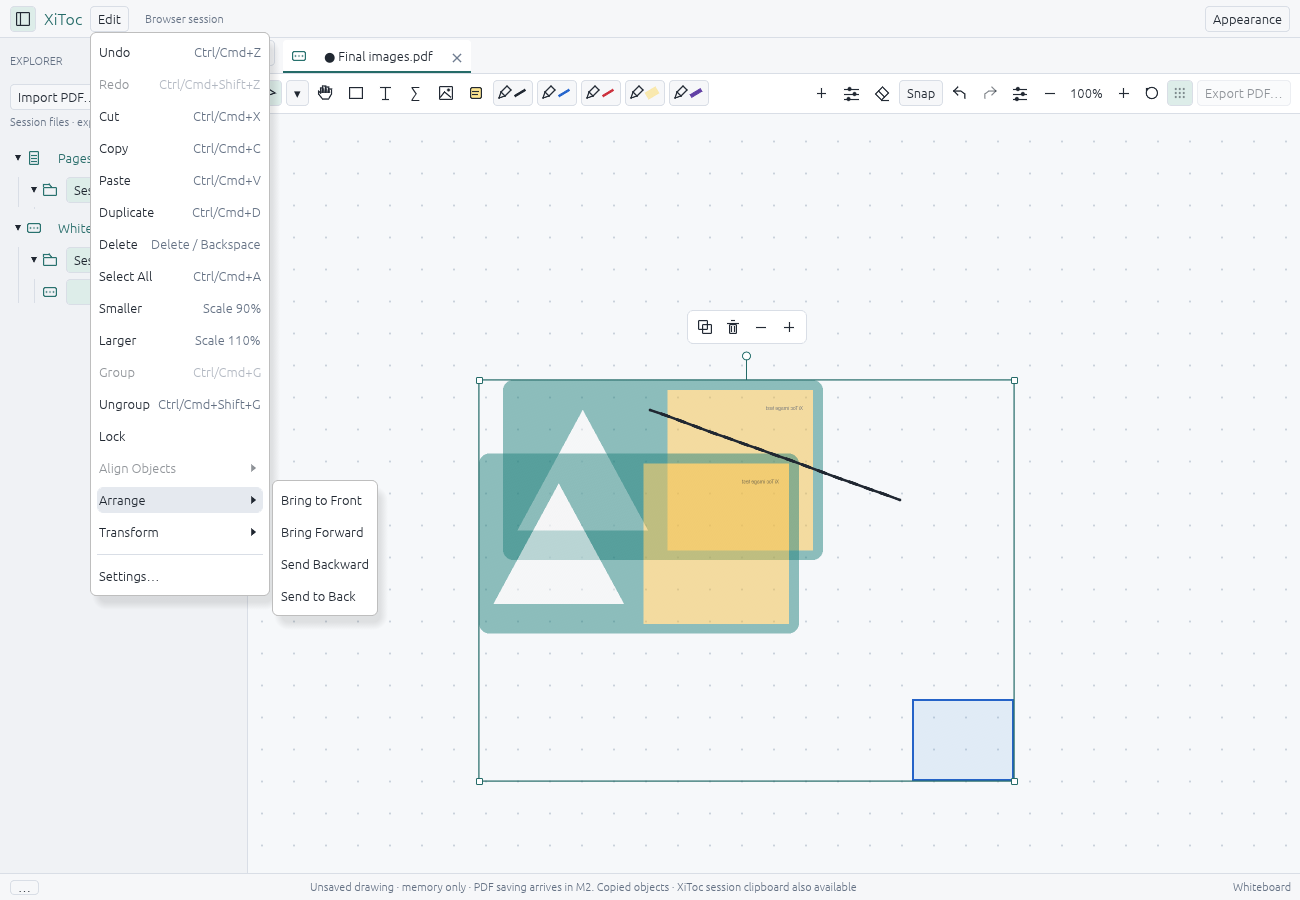 XiToc Edit Browser session Appearance
EXPLORER
Final images.pdf
Import PDF…
Snap 100% Export PDF…
Session files · ex
Pages
Ses
White
Ses
Undo Ctrl/Cmd+Z
Redo Ctrl/Cmd+Shift+Z
Cut Ctrl/Cmd+X
Copy Ctrl/Cmd+C
Paste Ctrl/Cmd+V
Duplicate Ctrl/Cmd+D
Delete Delete / Backspace
Select All Ctrl/Cmd+A
Smaller Scale 90%
Larger Scale 110%
Group Ctrl/Cmd+G
Ungroup Ctrl/Cmd+Shift+G
Lock
Align Objects
Arrange
Transform
Settings…
Bring to Front
Bring Forward
Send Backward
Send to Back
... Unsaved drawing · memory only · PDF saving arrives in M2. Copied objects · XiToc session clipboard also available Whiteboard